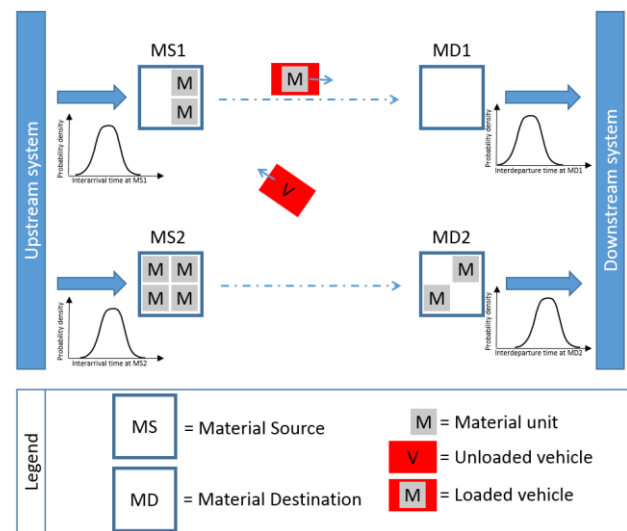 Upstream system
MS1
M
M
M
MD1
Downstream system
Probability density
Interarrival time at MS1
Probability density
Interdeparture time at MD1
V
MS2
M M
M M
MD2
M
M
Probability density
Interarrival time at MS2
Probability density
Interdeparture time at MD2
Legend
MS = Material Source
MD = Material Destination
M = Material unit
V = Unloaded vehicle
M = Loaded vehicle